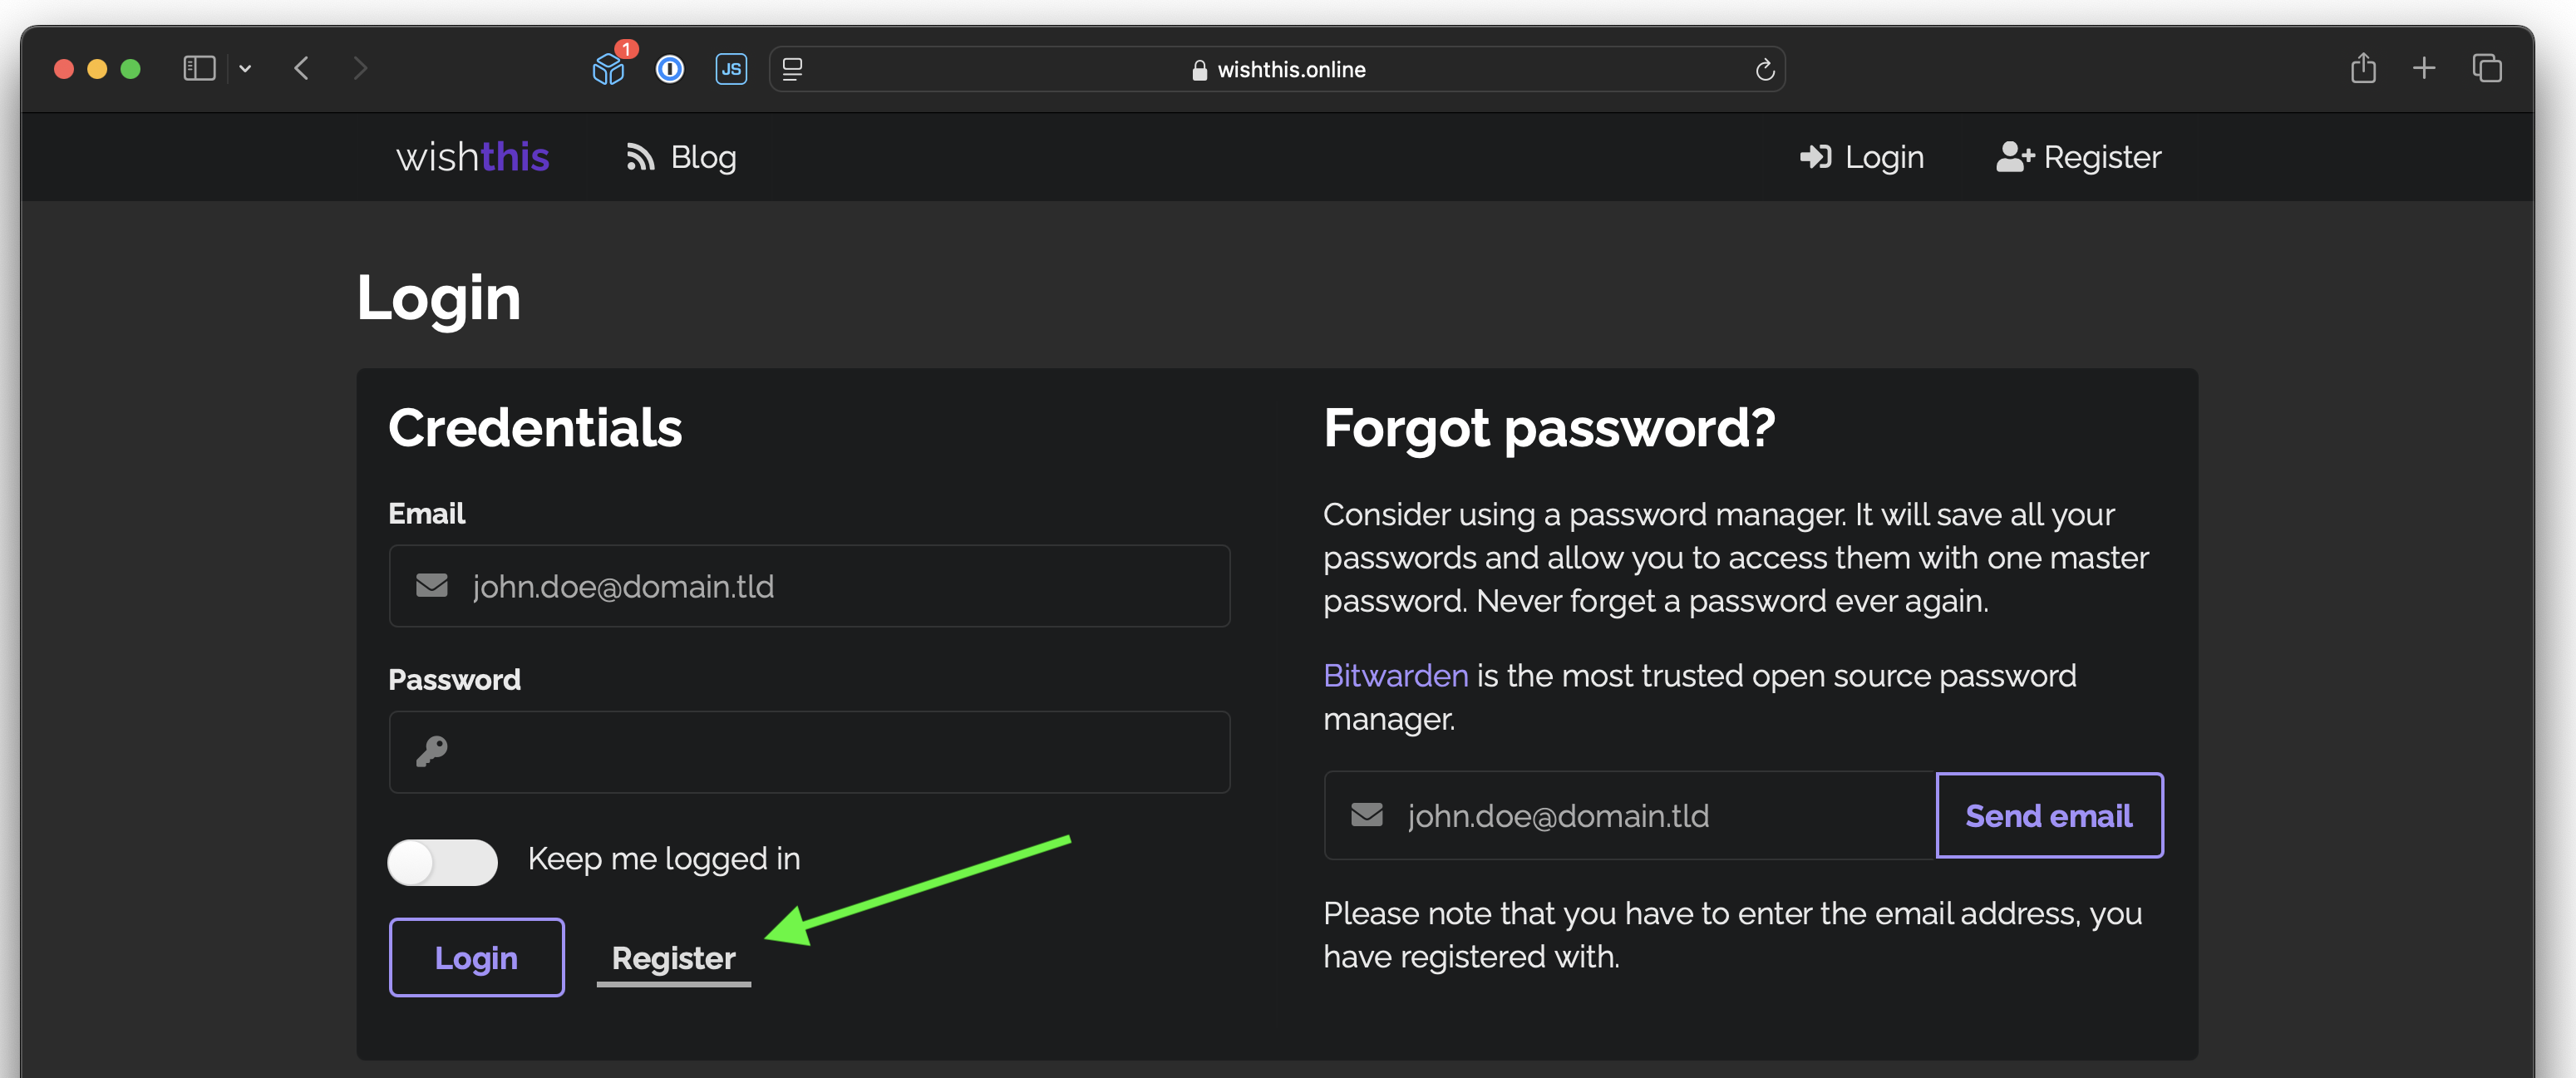 1
JS
wishthis.online
wishthis
Blog
Login
Register
Login
Credentials
Email
john.doe@domain.tld
Password
Keep me logged in
Login
Register
Forgot password?
Consider using a password manager. It will save all your
passwords and allow you to access them with one master
password. Never forget a password ever again.
Bitwarden is the most trusted open source password
manager.
john.doe@domain.tld
Send email
Please note that you have to enter the email address, you
have registered with.